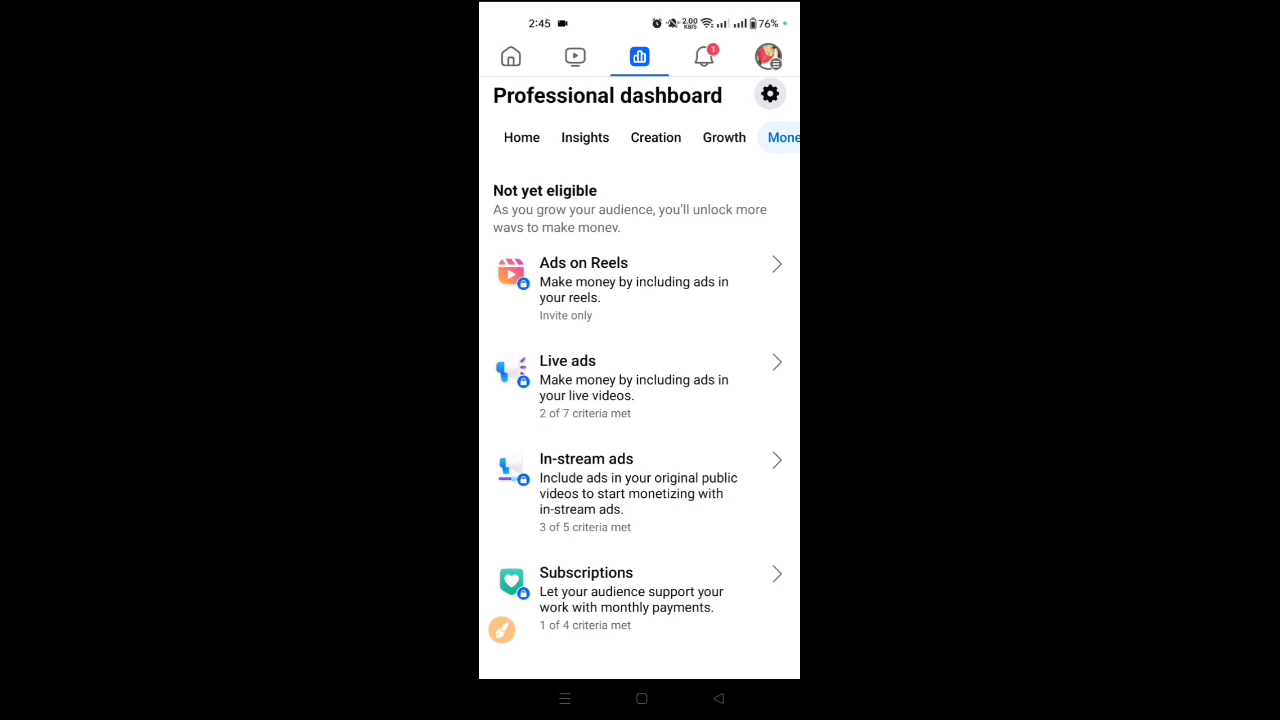 2:45
2.00 KB/S
76%
1
Professional dashboard
Home Insights Creation Growth Mone
Not yet eligible
As you grow your audience, you'll unlock more
ways to make money.
Ads on Reels
Make money by including ads in
your reels.
Invite only
Live ads
Make money by including ads in
your live videos.
2 of 7 criteria met
In-stream ads
Include ads in your original public
videos to start monetizing with
in-stream ads.
3 of 5 criteria met
Subscriptions
Let your audience support your
work with monthly payments.
1 of 4 criteria met